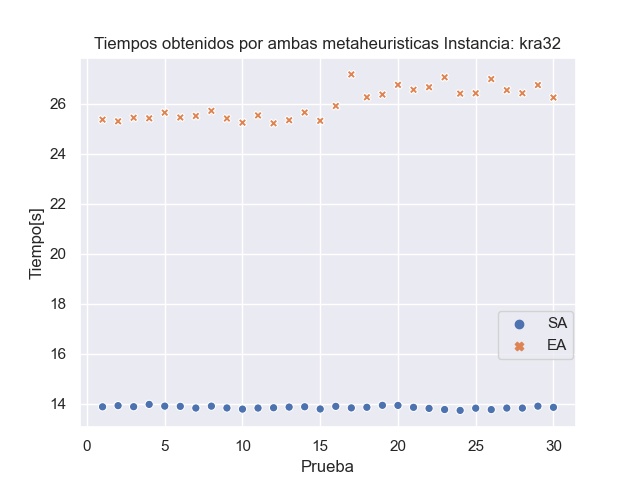 Tiempos obtenidos por ambas metaheuristicas Instancia: kra32
26
24
22
20
18
16
14
Tiempo[s]
SA
EA
0 5 10 15 20 25 30
Prueba